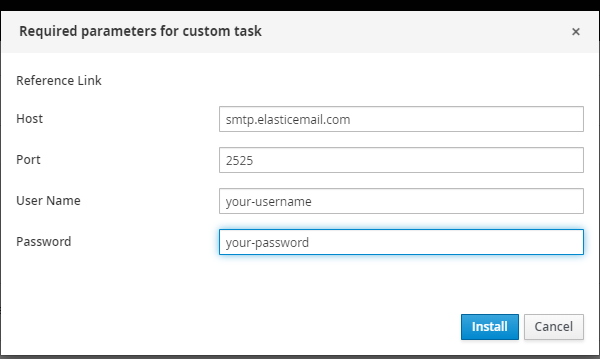 Required parameters for custom task ×
Reference Link
Host smtp.elasticemail.com
Port 2525
User Name your-username
Password your-password
Install Cancel